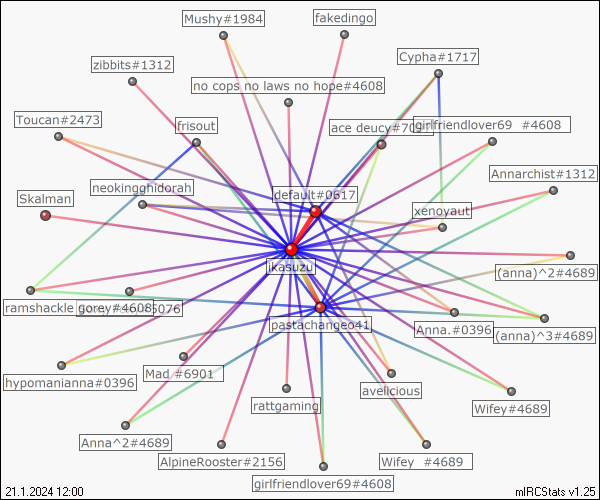 Mushy#1984
fakedingo
Cypha#1717
zibbits#1312
no cops no laws no hope#4608
Toucan#2473
frisout
ace deucy#70
girlfriendlover69 #4608
Annarchist#1312
neokingghidorah
default#0617
Skalman
xenoyaut
jkasuzu
(anna)^2#4689
ramshackle gorey#4608
5076
Anna.#0396
(anna)^3#4689
pastachangeo41
hypomanianna#0396
Mad #6901
avelicious
rattgaming
Wifey#4689
Anna^2#4689
AlpineRooster#2156
Wifey #4689
girlfriendlover69#4608
21.1.2024 12:00
mIRCStats v1.25